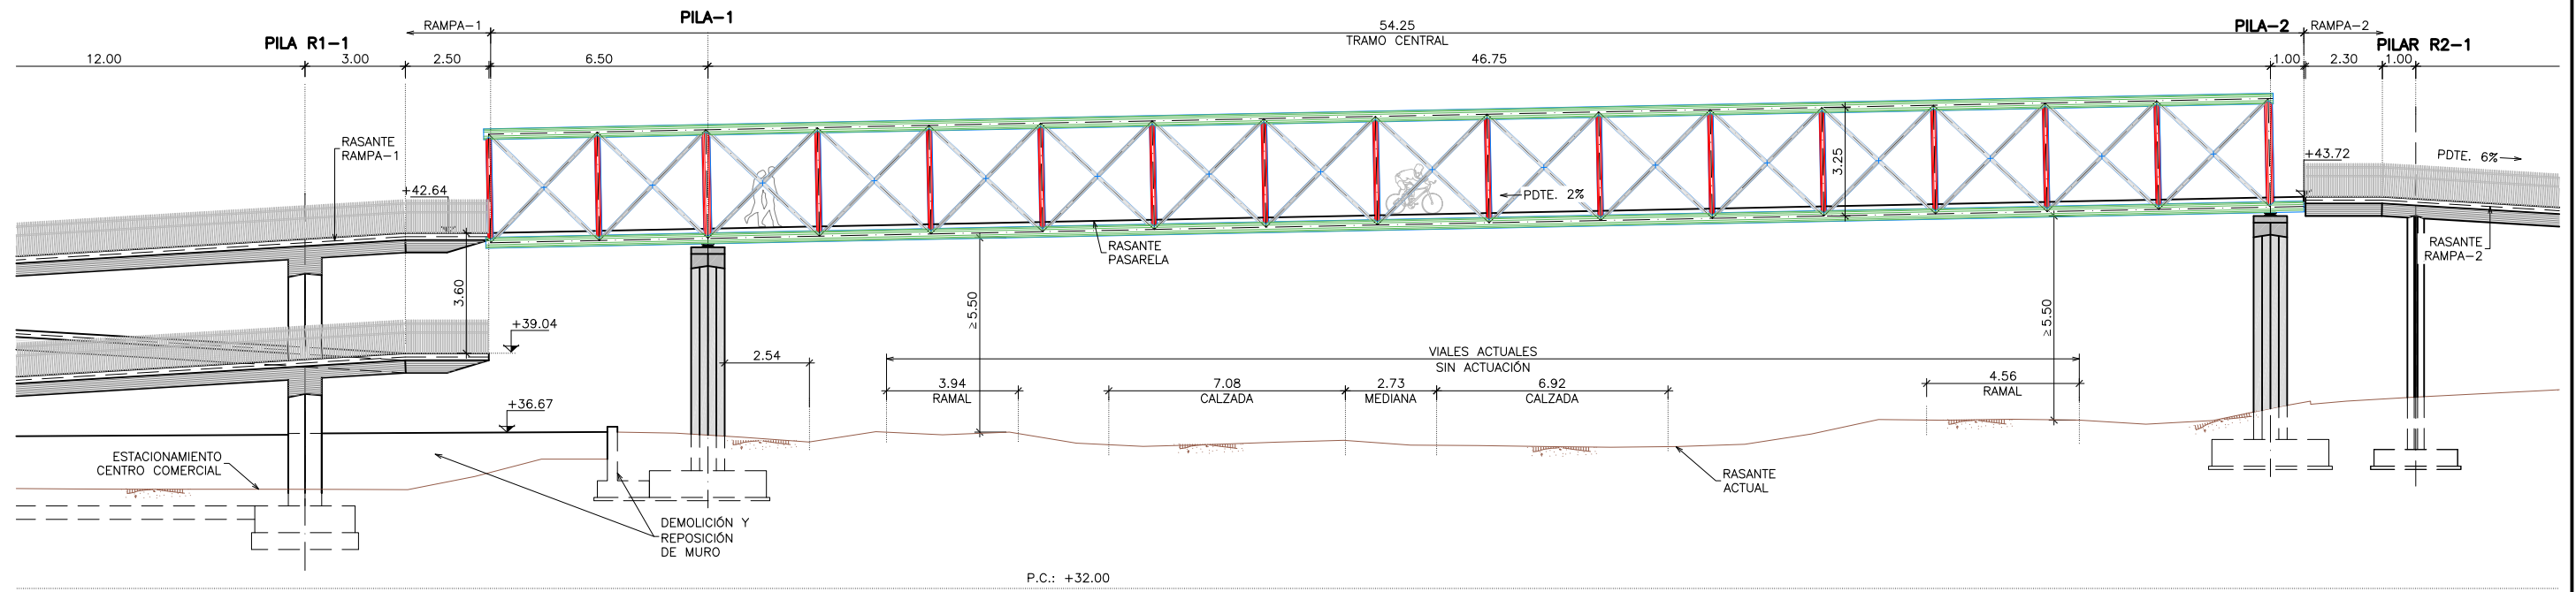 PILA-1
RAMPA-1
54.25
TRAMO CENTRAL
PILA-2
RAMPA-2
PILA R1-1
PILAR R2-1
12.00
3.00
2.50
6.50
46.75
1.00
2.30
1.00
RASANTE
RAMPA-1
+42.64
3.25
PDTE. 2%
+43.72
PDTE. 6%
RASANTE
PASARELA
RASANTE
RAMPA-2
3.60
≥5.50
≥5.50
+39.04
2.54
VIALES ACTUALES
SIN ACTUACIÓN
3.94
RAMAL
7.08
CALZADA
2.73
MEDIANA
6.92
CALZADA
4.56
RAMAL
+36.67
ESTACIONAMIENTO
CENTRO COMERCIAL
RASANTE
ACTUAL
DEMOLICIÓN Y
REPOSICIÓN
DE MURO
P.C.: +32.00